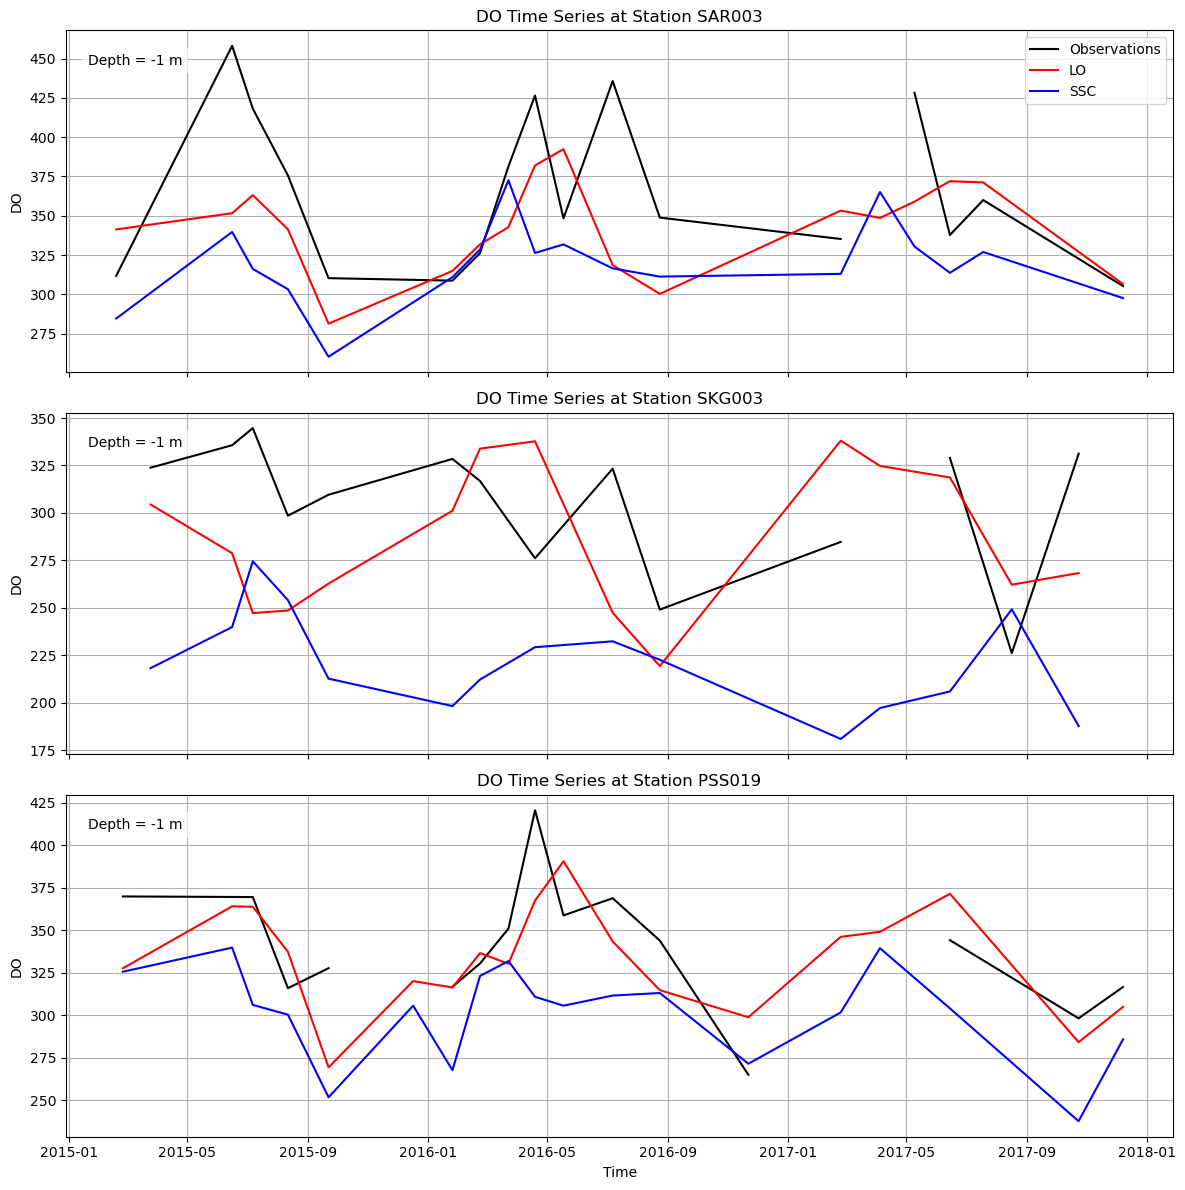 DO Time Series at Station SAR003
Depth = -1 m
Observations
LO
SSC
450
425
400
375
350
325
300
275
DO
DO Time Series at Station SKG003
Depth = -1 m
350
325
300
275
250
225
200
175
DO
DO Time Series at Station PSS019
Depth = -1 m
425
400
375
350
325
300
275
250
DO
2015-01 2015-05 2015-09 2016-01 2016-05 2016-09 2017-01 2017-05 2017-09 2018-01
Time